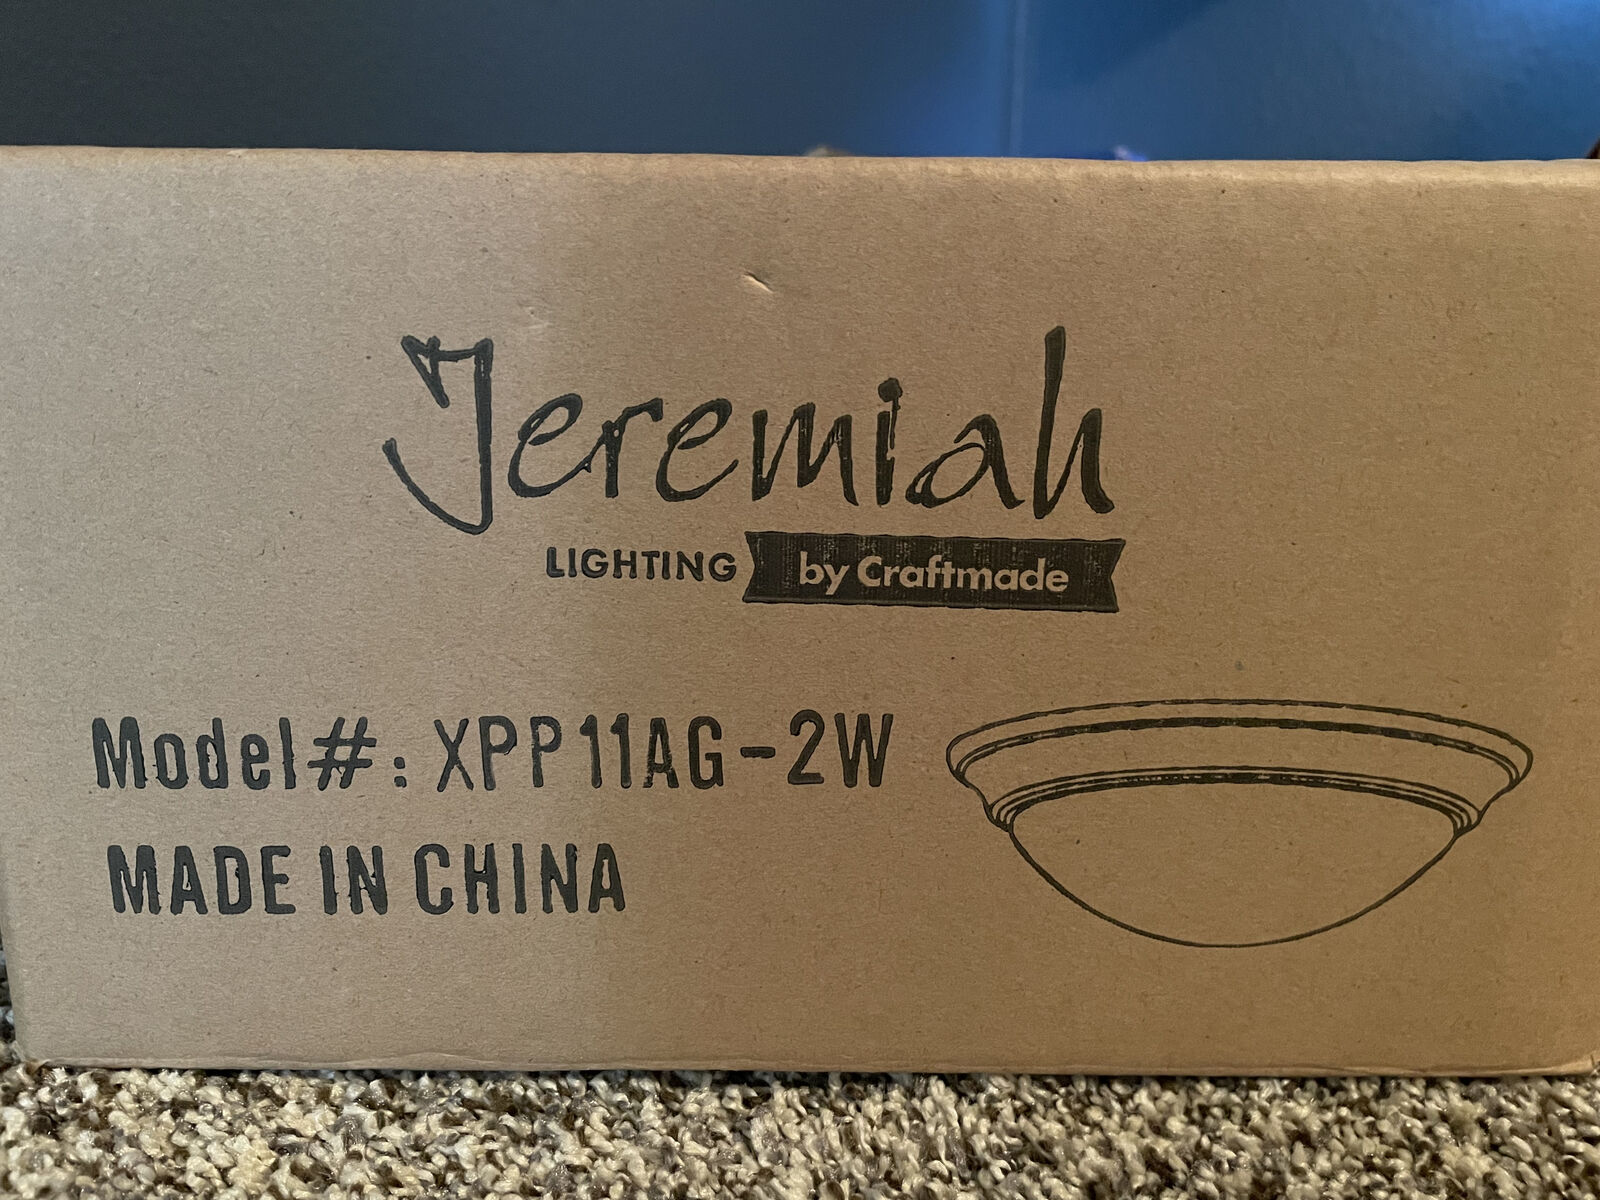 Jeremiah
LIGHTING by Craftmade
Model#: XPP11AG-2W
MADE IN CHINA